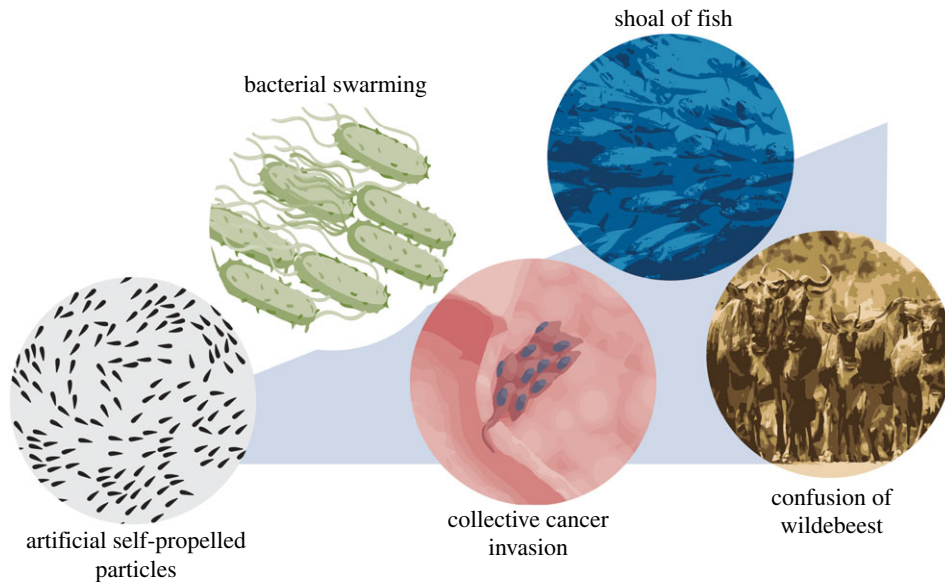 shoal of fish
bacterial swarming
artificial self-propelled
particles
collective cancer
invasion
confusion of
wildebeest